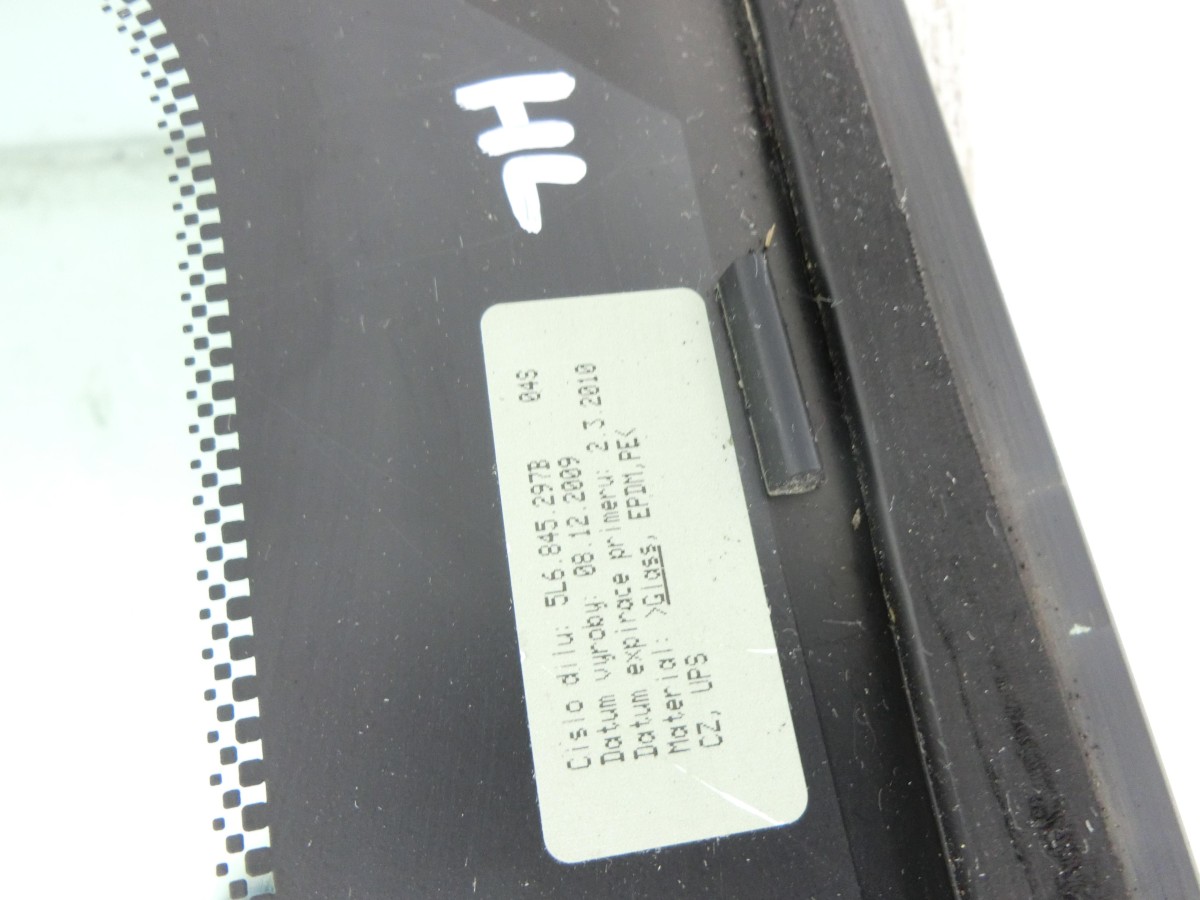 HL
Cislo dilu: 5L6.845.297B 04S
Datum vyroby: 08.12.2009
Datum expirace primeru: 2.3.2010
Material: >Glass, EPDM,PE<
CZ, UPS